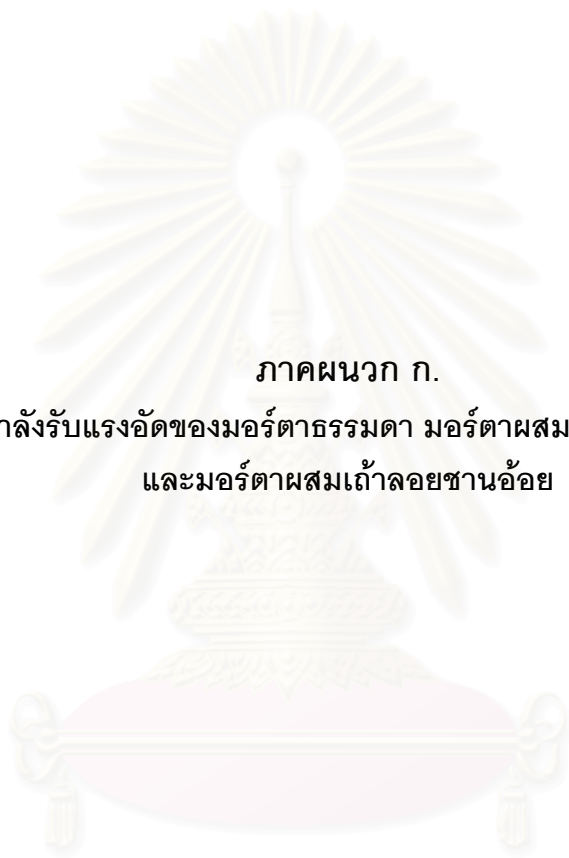 ภาคผนวก ก.
าลังรับแรงอัดของมอร์ตาธรรมดา มอร์ตาผสม
และมอร์ตาผสมเถ้าลอยชานอ้อย